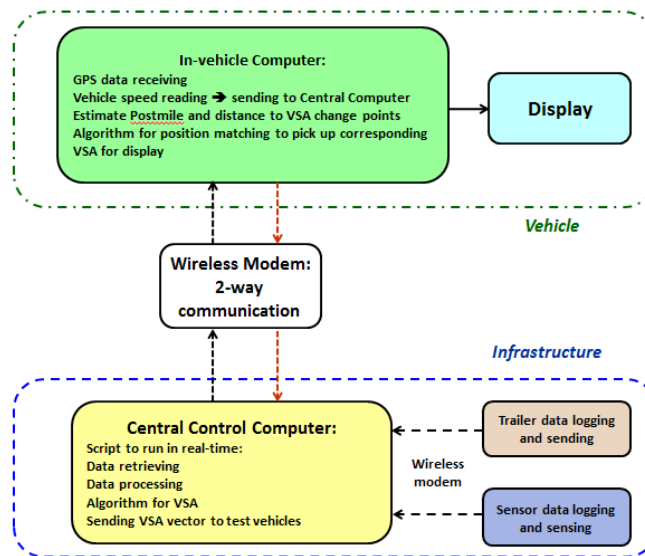 In-vehicle Computer:
GPS data receiving
Vehicle speed reading ➔ sending to Central Computer
Estimate Postmile and distance to VSA change points
Algorithm for position matching to pick up corresponding
VSA for display
Display
Vehicle
Wireless Modem:
2-way
communication
Infrastructure
Central Control Computer:
Script to run in real-time:
Data retrieving
Data processing
Algorithm for VSA
Sending VSA vector to test vehicles
Trailer data logging
and sending
Wireless
modem
Sensor data logging
and sensing